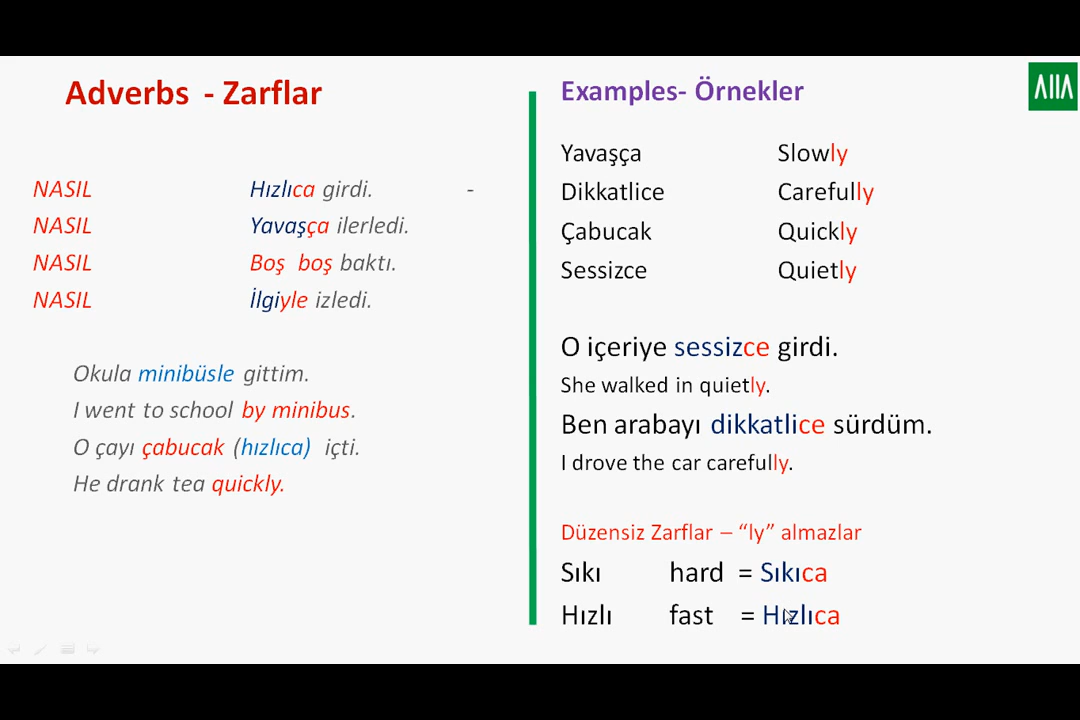 Adverbs - Zarflar
NASIL Hızlıca girdi. -
NASIL Yavaşça ilerledi.
NASIL Boş boş baktı.
NASIL İlgiyle izledi.
Okula minibüsle gittim.
I went to school by minibus.
O çayı çabucak (hızlıca) içti.
He drank tea quickly.
Examples- Örnekler
Yavaşça Slowly
Dikkatlice Carefully
Çabucak Quickly
Sessizce Quietly
O içeriye sessizce girdi.
She walked in quietly.
Ben arabayı dikkatlice sürdüm.
I drove the car carefully.
Düzensiz Zarflar – “ly” almazlar
Sıkı hard = Sıkıca
Hızlı fast = Hızlıca